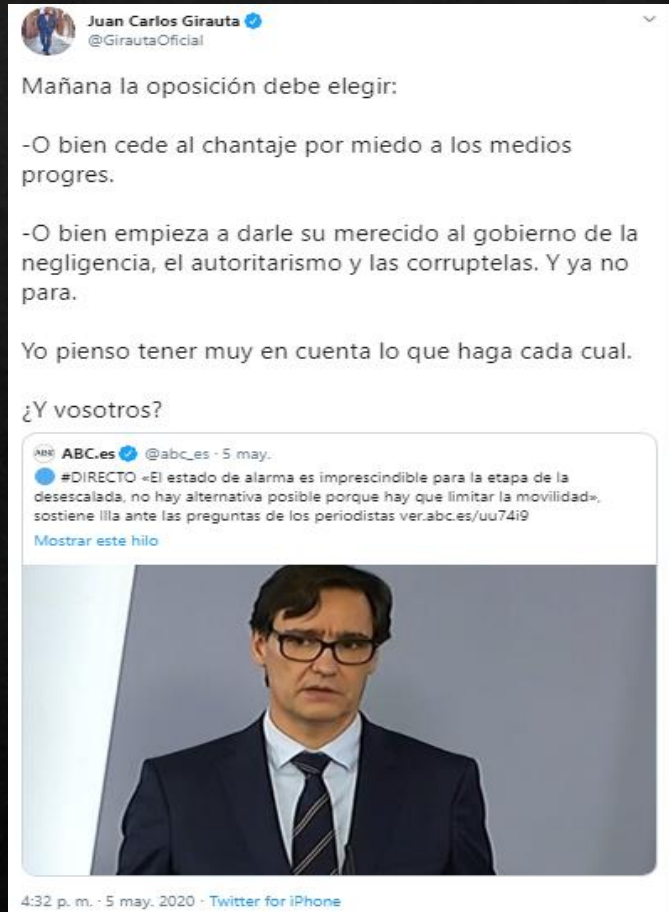 Juan Carlos Girauta
@GirautaOficial
Mañana la oposición debe elegir:
-O bien cede al chantaje por miedo a los medios
progres.
-O bien empieza a darle su merecido al gobierno de la
negligencia, el autoritarismo y las corruptelas. Y ya no
para.
Yo pienso tener muy en cuenta lo que haga cada cual.
¿Y vosotros?
ABC ABC.es @abc_es · 5 may.
#DIRECTO «El estado de alarma es imprescindible para la etapa de la
desescalada, no hay alternativa posible porque hay que limitar la movilidad»,
sostiene Illa ante las preguntas de los periodistas ver.abc.es/uu74i9
Mostrar este hilo
4:32 p. m. · 5 may. 2020 · Twitter for iPhone